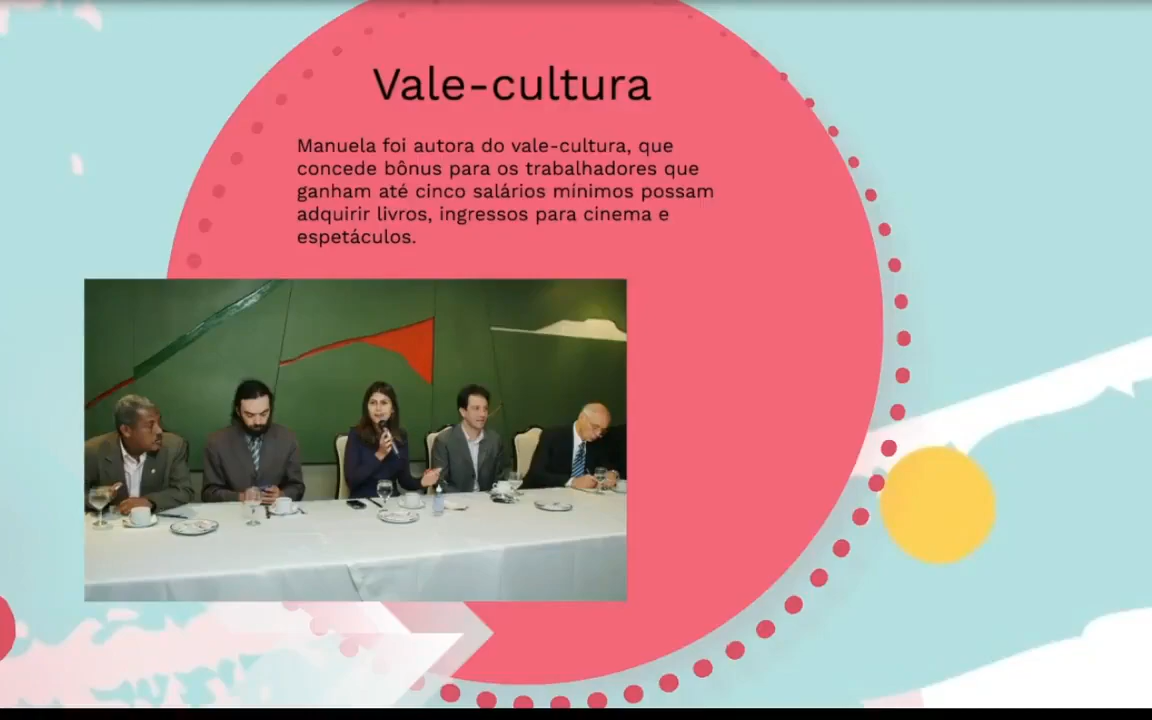 Vale-cultura
Manuela foi autora do vale-cultura, que
concede bônus para os trabalhadores que
ganham até cinco salários mínimos possam
adquirir livros, ingressos para cinema e
espetáculos.